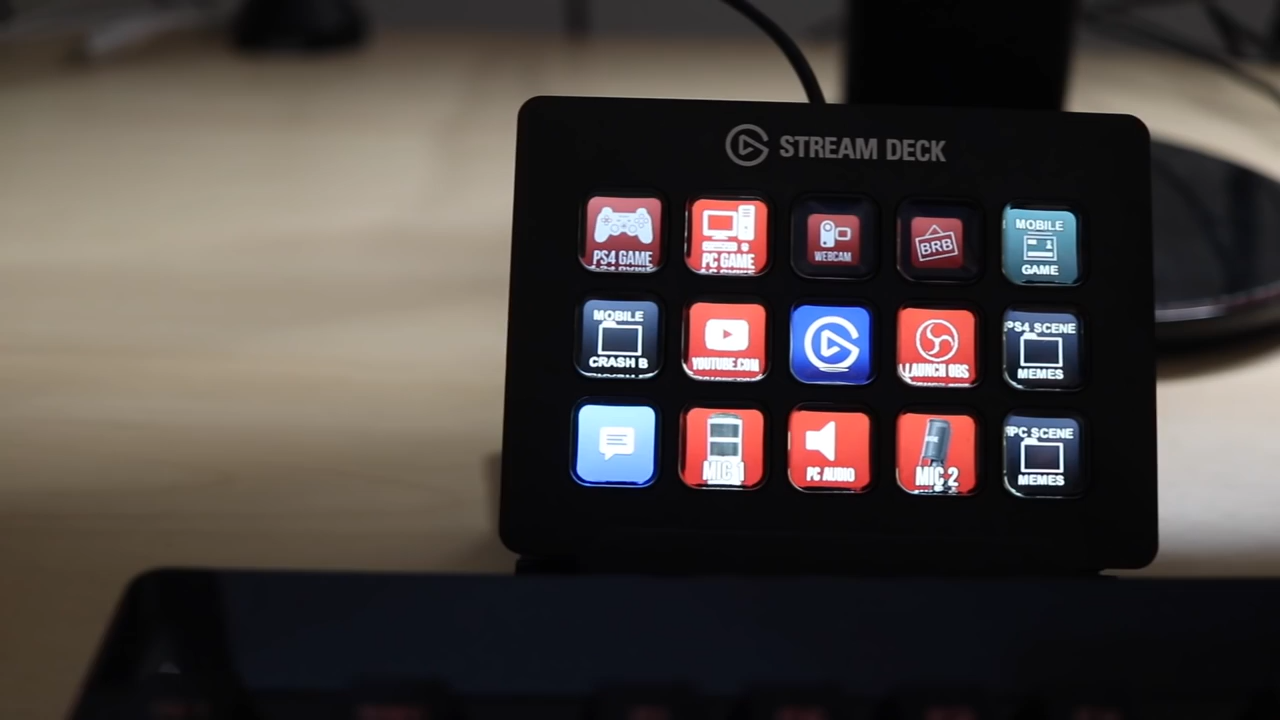 STREAM DECK
PS4 GAME
PC GAME
WEBCAM
BRB
MOBILE
GAME
MOBILE
CRASH B
YOUTUBE.COM
LAUNCH OBS
PS4 SCENE
MEMES
MIC 1
PC AUDIO
MIC 2
PC SCENE
MEMES